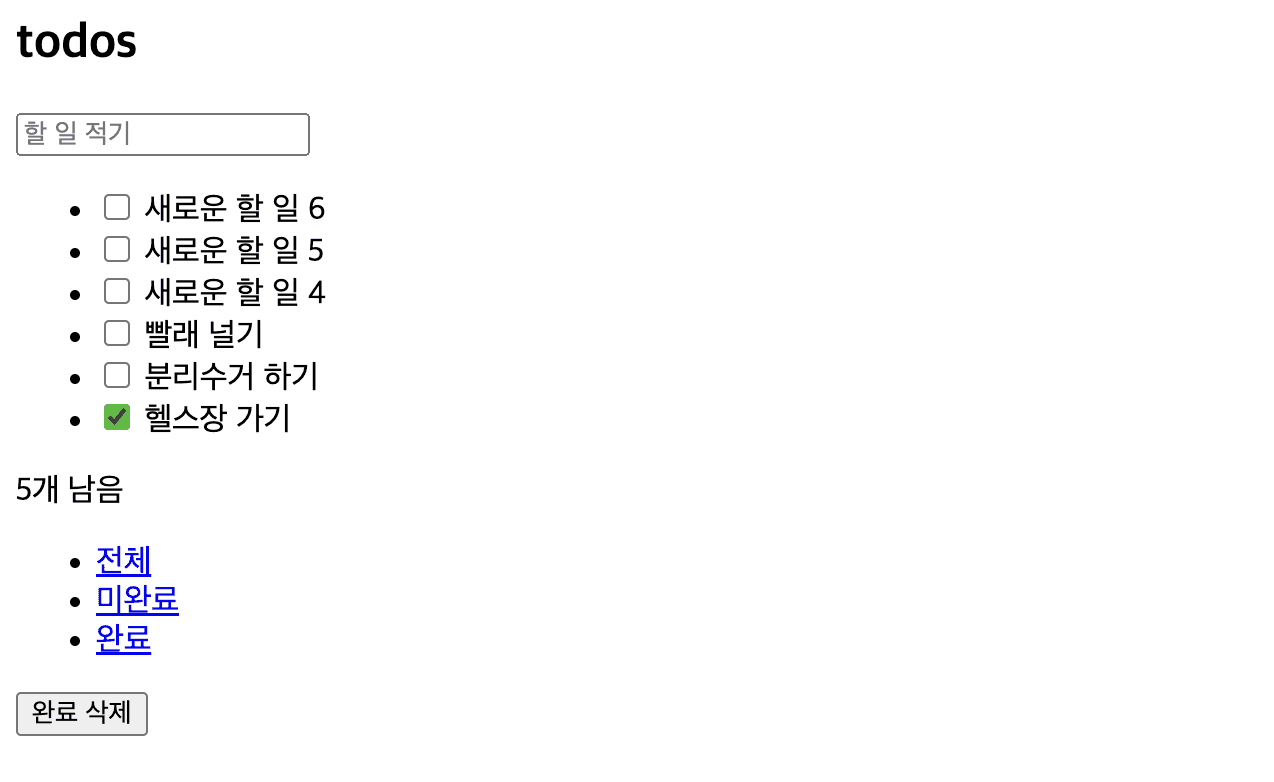 todos
할 일 적기
새로운 할 일 6
새로운 할 일 5
새로운 할 일 4
빨래 널기
분리수거 하기
헬스장 가기
5개 남음
전체
미완료
완료
완료 삭제